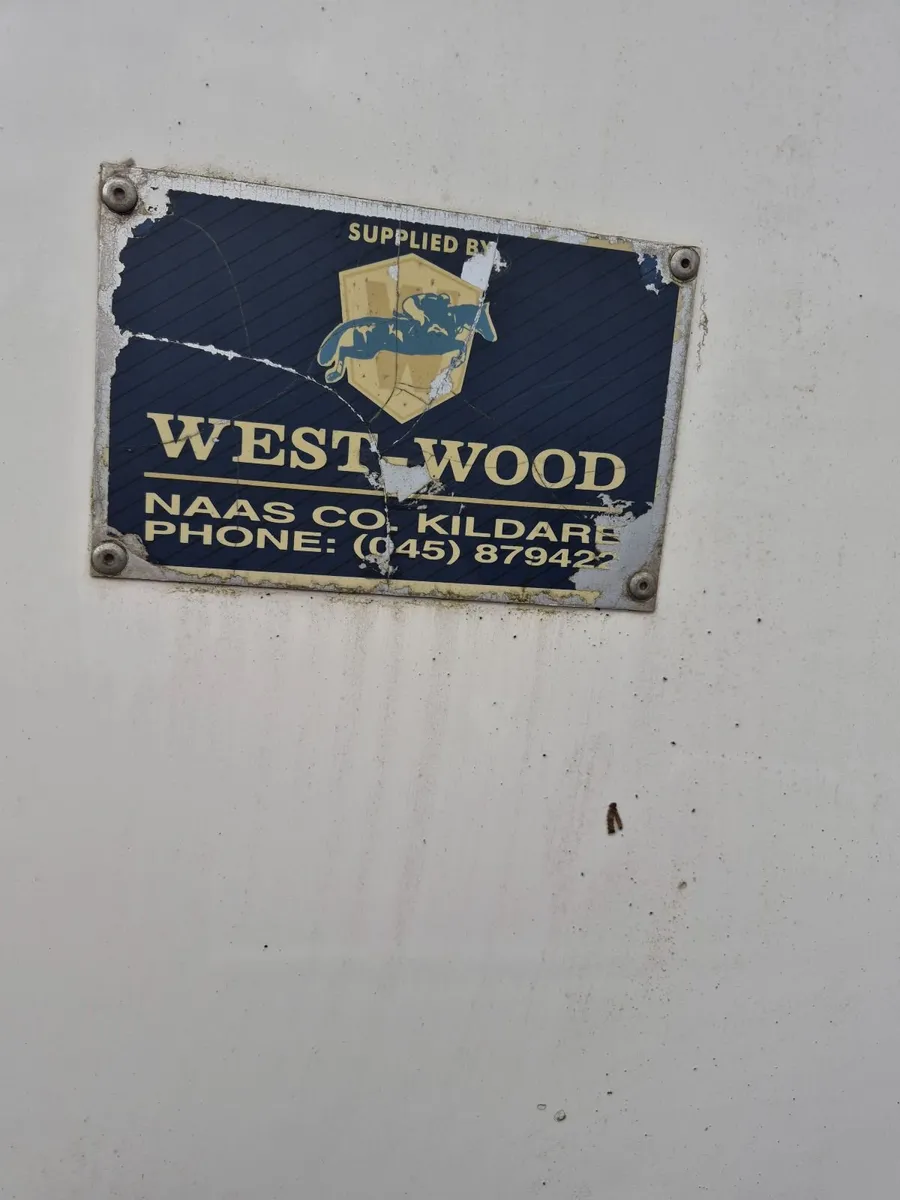 SUPPLIED BY
WEST-WOOD
NAAS CO. KILDARE
PHONE: (045) 879422